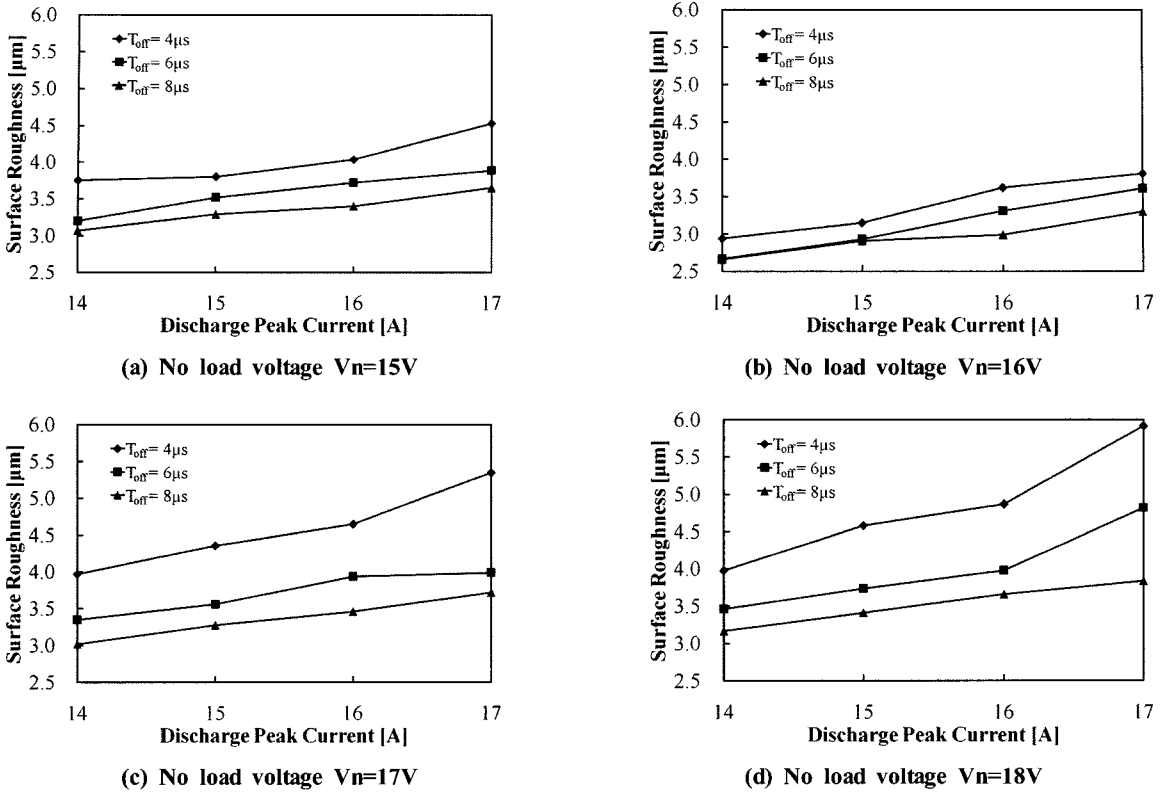 6.0
5.5
5.0
4.5
4.0
3.5
3.0
2.5
Surface Roughness [μm]
Toff = 4μs
Toff = 6μs
Toff = 8μs
14 15 16 17
Discharge Peak Current [A]
(a) No load voltage Vn=15V
6.0
5.5
5.0
4.5
4.0
3.5
3.0
2.5
Surface Roughness [μm]
Toff = 4μs
Toff = 6μs
Toff = 8μs
14 15 16 17
Discharge Peak Current [A]
(b) No load voltage Vn=16V
6.0
5.5
5.0
4.5
4.0
3.5
3.0
2.5
Surface Roughness [μm]
Toff = 4μs
Toff = 6μs
Toff = 8μs
14 15 16 17
Discharge Peak Current [A]
(c) No load voltage Vn=17V
6.0
5.5
5.0
4.5
4.0
3.5
3.0
2.5
Surface Roughness [μm]
Toff = 4μs
Toff = 6μs
Toff = 8μs
14 15 16 17
Discharge Peak Current [A]
(d) No load voltage Vn=18V